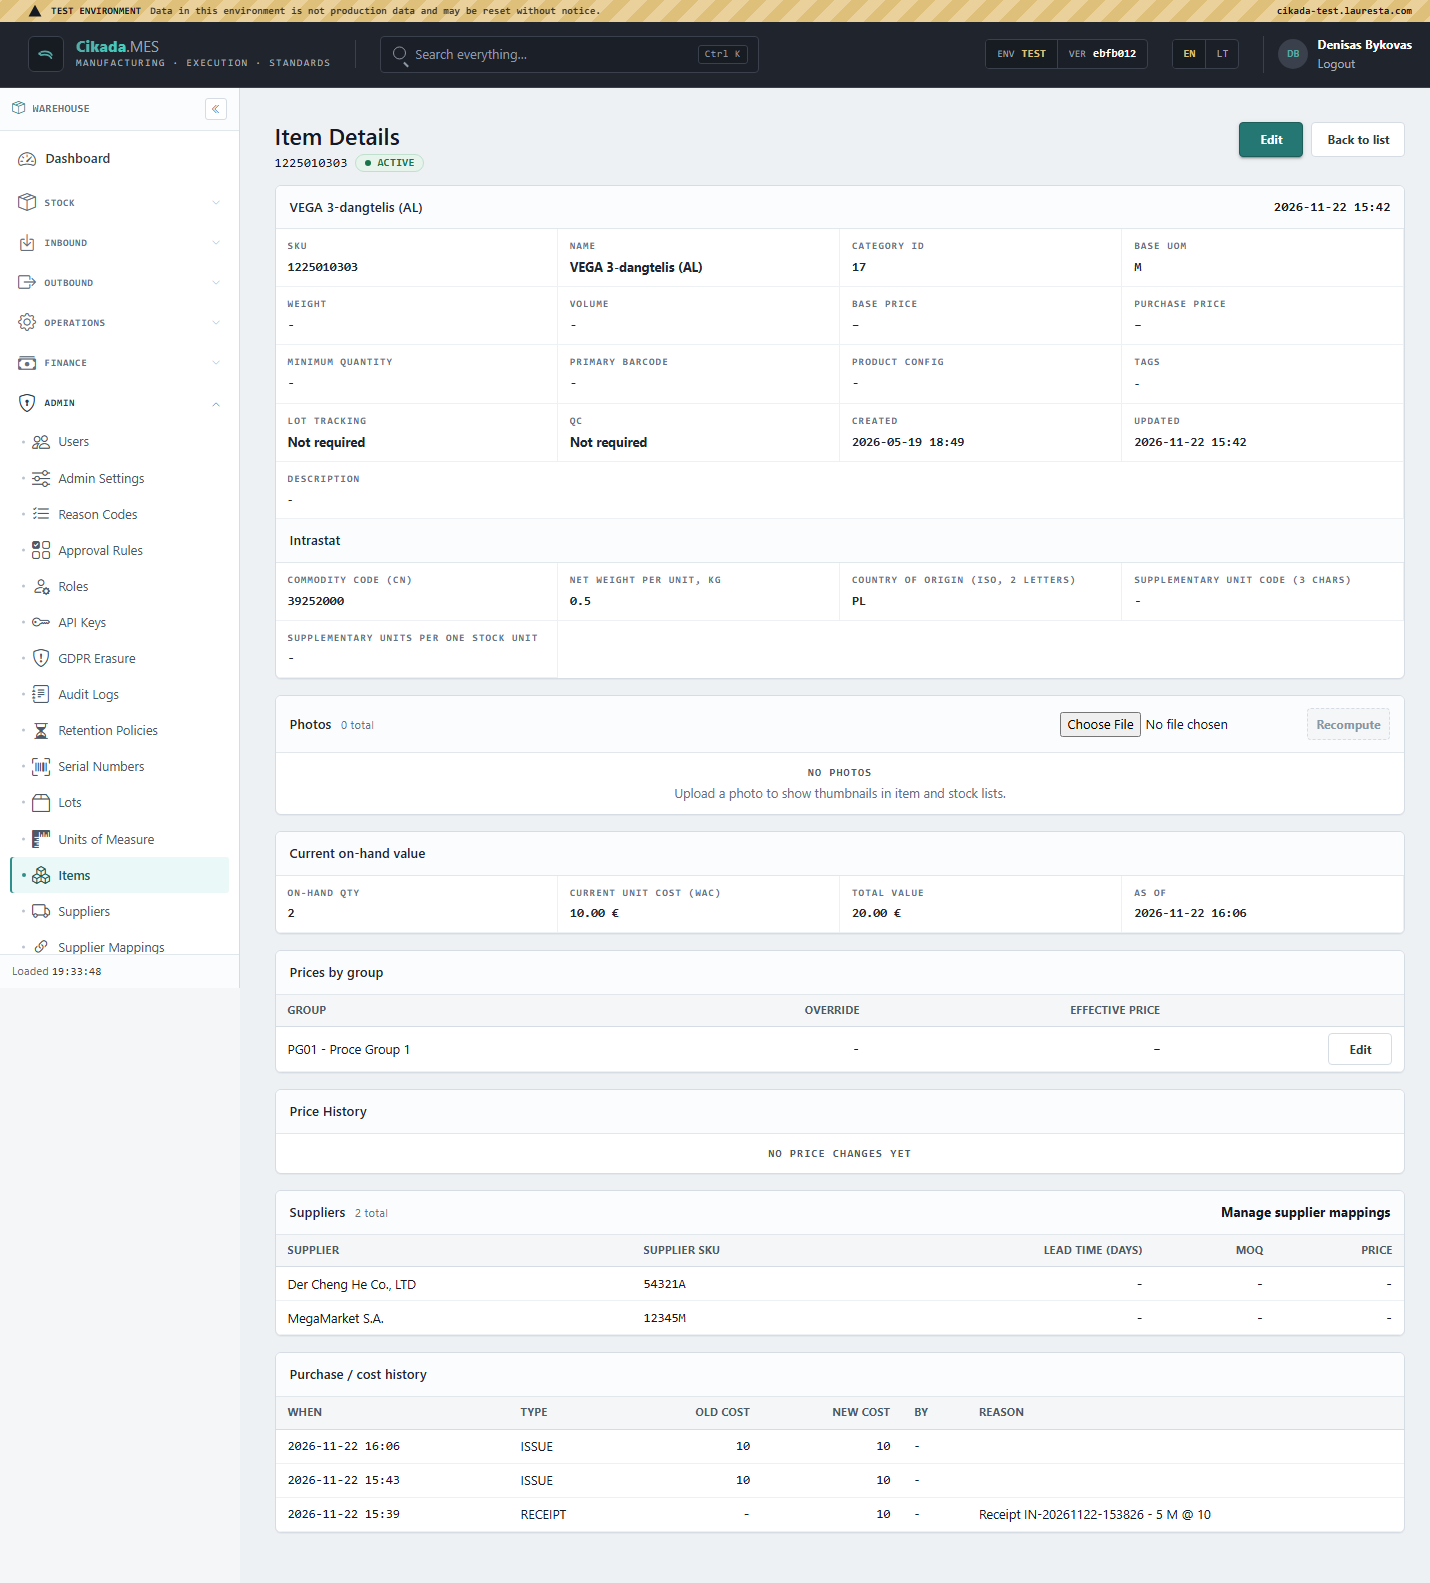 TEST ENVIRONMENT Data in this environment is not production data and may be reset without notice.
cikada-test.lauresta.com
Cikada.MES
MANUFACTURING · EXECUTION · STANDARDS
Search everything...
Ctrl K
ENV TEST
VER ebfb012
EN
LT
DB
Denisas Bykovas
Logout
WAREHOUSE
Dashboard
STOCK
INBOUND
OUTBOUND
OPERATIONS
FINANCE
ADMIN
Users
Admin Settings
Reason Codes
Approval Rules
Roles
API Keys
GDPR Erasure
Audit Logs
Retention Policies
Serial Numbers
Lots
Units of Measure
Items
Suppliers
Supplier Mappings
Loaded 19:33:48
Item Details
1225010303 ACTIVE
Edit
Back to list
VEGA 3-dangtelis (AL)
2026-11-22 15:42
SKU
1225010303
NAME
VEGA 3-dangtelis (AL)
CATEGORY ID
17
BASE UOM
M
WEIGHT
-
VOLUME
-
BASE PRICE
–
PURCHASE PRICE
–
MINIMUM QUANTITY
-
PRIMARY BARCODE
-
PRODUCT CONFIG
-
TAGS
-
LOT TRACKING
Not required
QC
Not required
CREATED
2026-05-19 18:49
UPDATED
2026-11-22 15:42
DESCRIPTION
-
Intrastat
COMMODITY CODE (CN)
39252000
NET WEIGHT PER UNIT, KG
0.5
COUNTRY OF ORIGIN (ISO, 2 LETTERS)
PL
SUPPLEMENTARY UNIT CODE (3 CHARS)
-
SUPPLEMENTARY UNITS PER ONE STOCK UNIT
-
Photos 0 total
Choose File No file chosen
Recompute
NO PHOTOS
Upload a photo to show thumbnails in item and stock lists.
Current on-hand value
ON-HAND QTY
2
CURRENT UNIT COST (WAC)
10.00 €
TOTAL VALUE
20.00 €
AS OF
2026-11-22 16:06
Prices by group
GROUP OVERRIDE EFFECTIVE PRICE
PG01 - Proce Group 1 - – Edit
Price History
NO PRICE CHANGES YET
Suppliers 2 total
Manage supplier mappings
SUPPLIER SUPPLIER SKU LEAD TIME (DAYS) MOQ PRICE
Der Cheng He Co., LTD 54321A - - -
MegaMarket S.A. 12345M - - -
Purchase / cost history
WHEN TYPE OLD COST NEW COST BY REASON
2026-11-22 16:06 ISSUE 10 10 -
2026-11-22 15:43 ISSUE 10 10 -
2026-11-22 15:39 RECEIPT - 10 - Receipt IN-20261122-153826 - 5 M @ 10